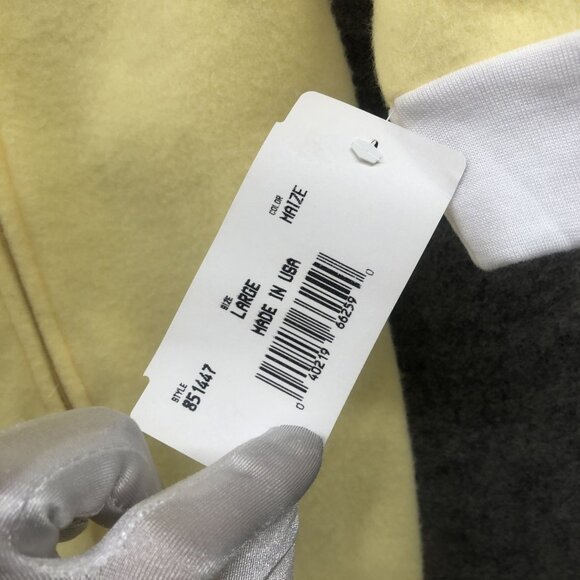 STYLE
851447
SIZE
LARGE
MADE IN USA
COLOR
MAIZE
0 40219 66259 0